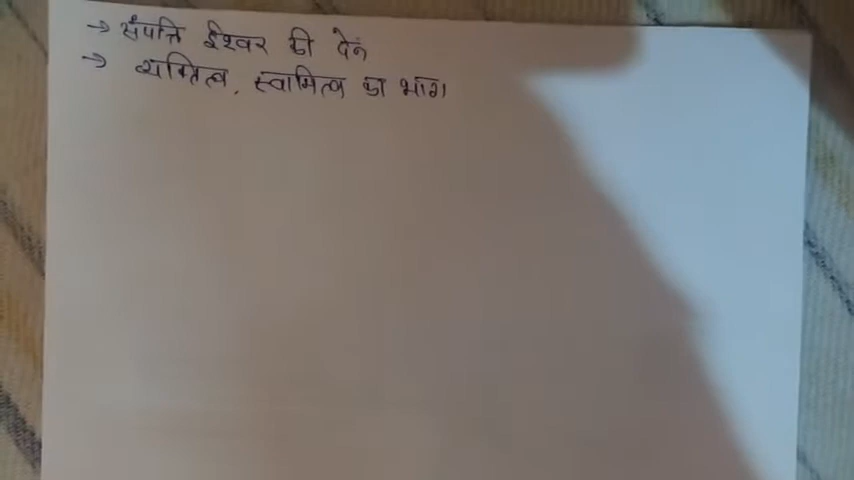 → संपत्ति ईश्वर की देन
→ व्यक्तित्व, स्वामित्व का भाग